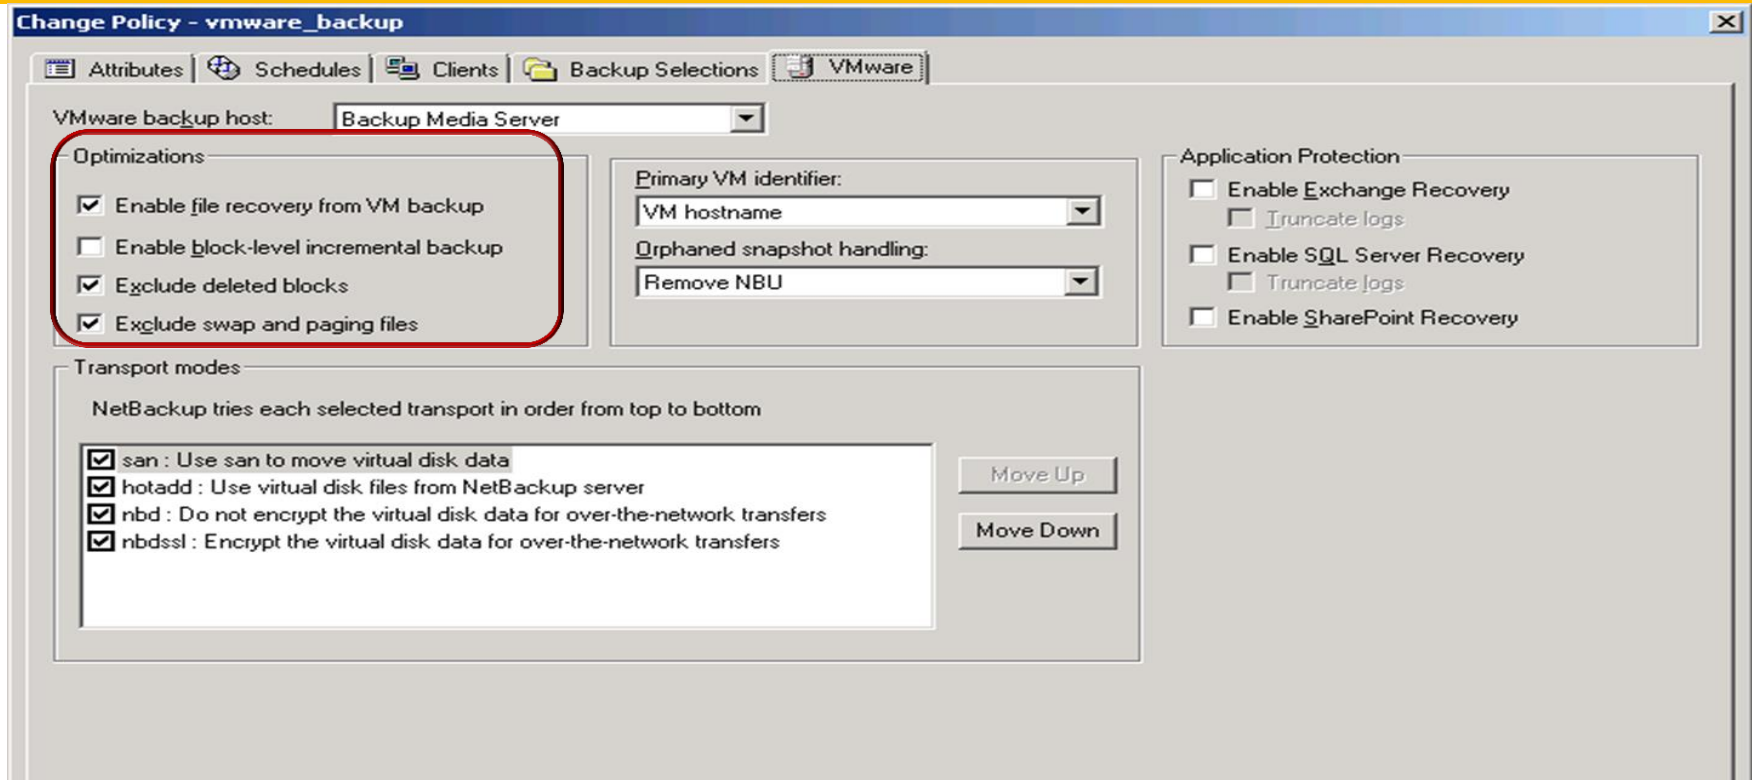 Change Policy - vmware_backup
Attributes Schedules Clients Backup Selections VMware
VMware backup host: Backup Media Server
Optimizations
Enable file recovery from VM backup
Enable block-level incremental backup
Exclude deleted blocks
Exclude swap and paging files
Primary VM identifier:
VM hostname
Orphaned snapshot handling:
Remove NBU
Application Protection
Enable Exchange Recovery
Truncate logs
Enable SQL Server Recovery
Truncate logs
Enable SharePoint Recovery
Transport modes
NetBackup tries each selected transport in order from top to bottom
san : Use san to move virtual disk data
hotadd : Use virtual disk files from NetBackup server
nbd : Do not encrypt the virtual disk data for over-the-network transfers
nbdssl : Encrypt the virtual disk data for over-the-network transfers
Move Up
Move Down